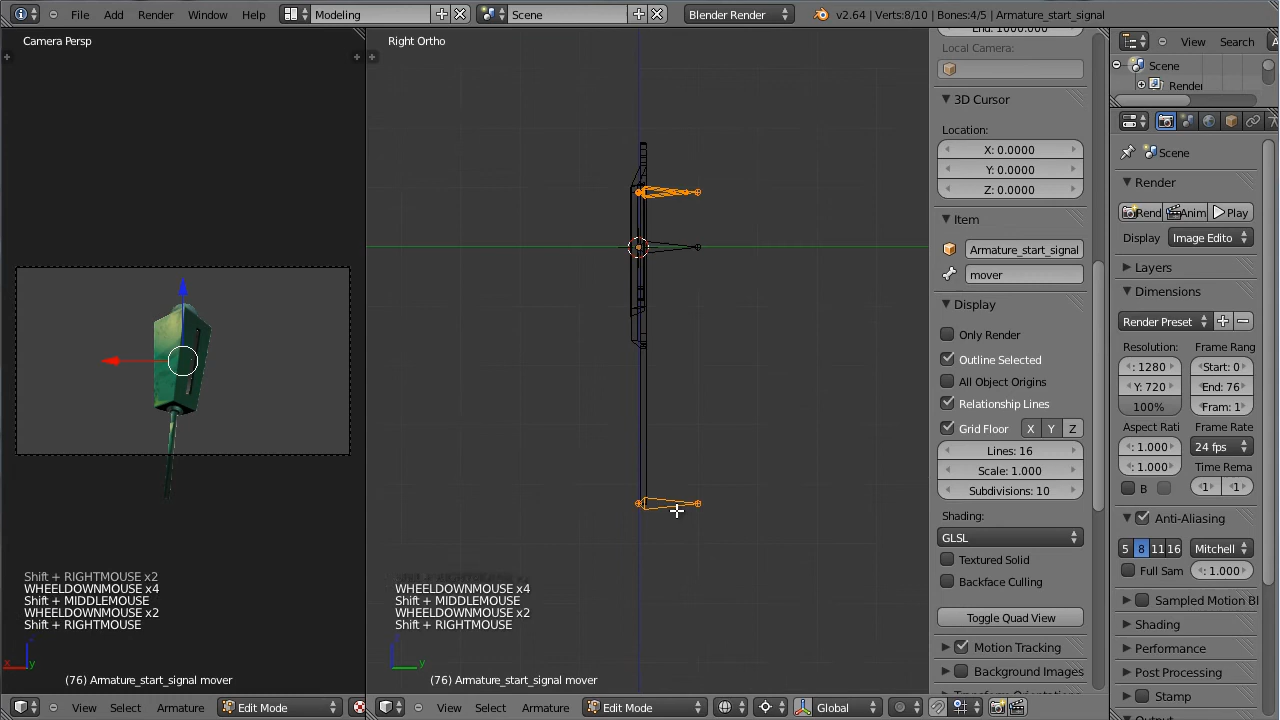 File Add Render Window Help Modeling Scene Blender Render v2.64 | Verts:8/10 | Bones:4/5 | Armature_start_signal
Camera Persp
Right Ortho
End: 1000.000
Local Camera:
3D Cursor
Location:
X: 0.0000
Y: 0.0000
Z: 0.0000
Item
Armature_start_signal
mover
Display
Only Render
Outline Selected
All Object Origins
Relationship Lines
Grid Floor X Y Z
Lines: 16
Scale: 1.000
Subdivisions: 10
Shading:
GLSL
Textured Solid
Backface Culling
Toggle Quad View
Motion Tracking
Background Images
View Search
Scene
Render
Scene
Render
Rend Anim Play
Display Image Edito
Layers
Dimensions
Render Preset
Resolution: Frame Rang
: 1280 Start: 0
Y: 720 End: 76
100% Fram: 1
Aspect Rati Frame Rate
: 1.000 24 fps
: 1.000 Time Rema
B 1 1
Anti-Aliasing
5 8 11 16 Mitchell
Full Sam : 1.000
Sampled Motion Bl
Shading
Performance
Post Processing
Stamp
Shift + RIGHTMOUSE x2
WHEELDOWNMOUSE x4
Shift + MIDDLEMOUSE
WHEELDOWNMOUSE x2
Shift + RIGHTMOUSE
x y
(76) Armature_start_signal mover
WHEELDOWNMOUSE x4
Shift + MIDDLEMOUSE
WHEELDOWNMOUSE x2
Shift + RIGHTMOUSE
y
(76) Armature_start_signal mover
View Select Armature Edit Mode
View Select Armature Edit Mode Global